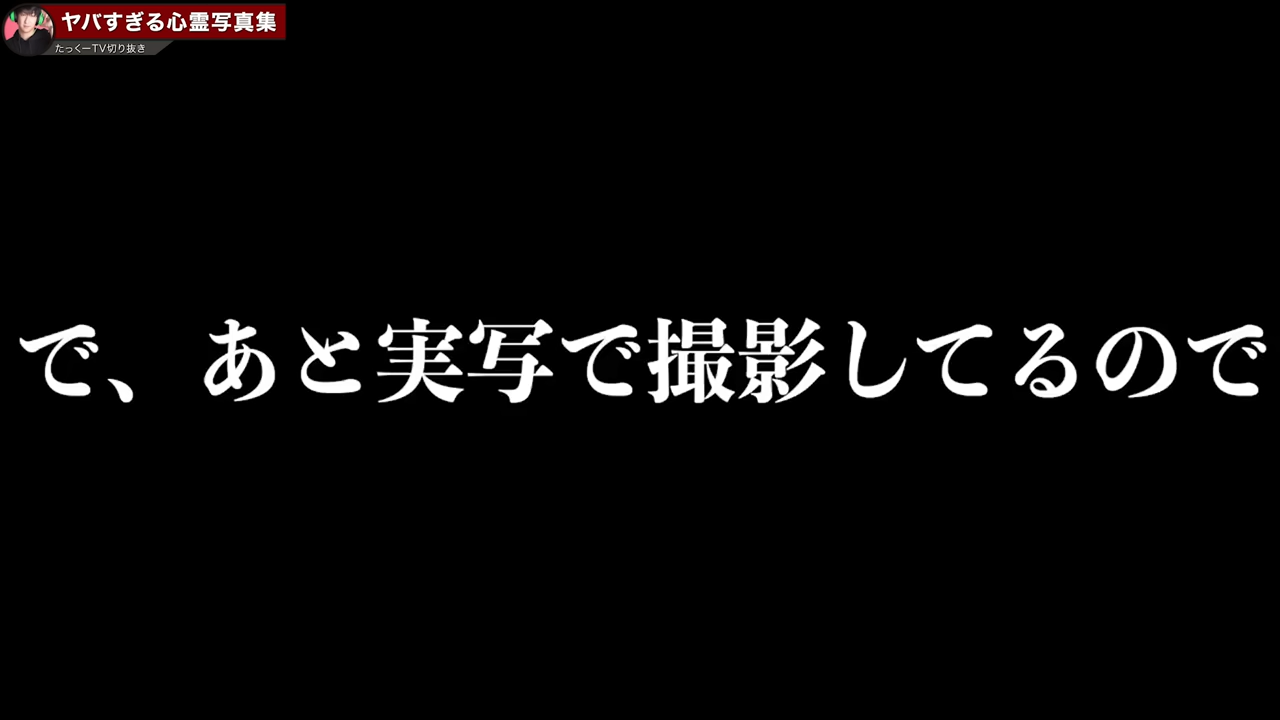 ヤバすぎる心霊写真集
たっくーTV切り抜き
で、あと実写で撮影してるので